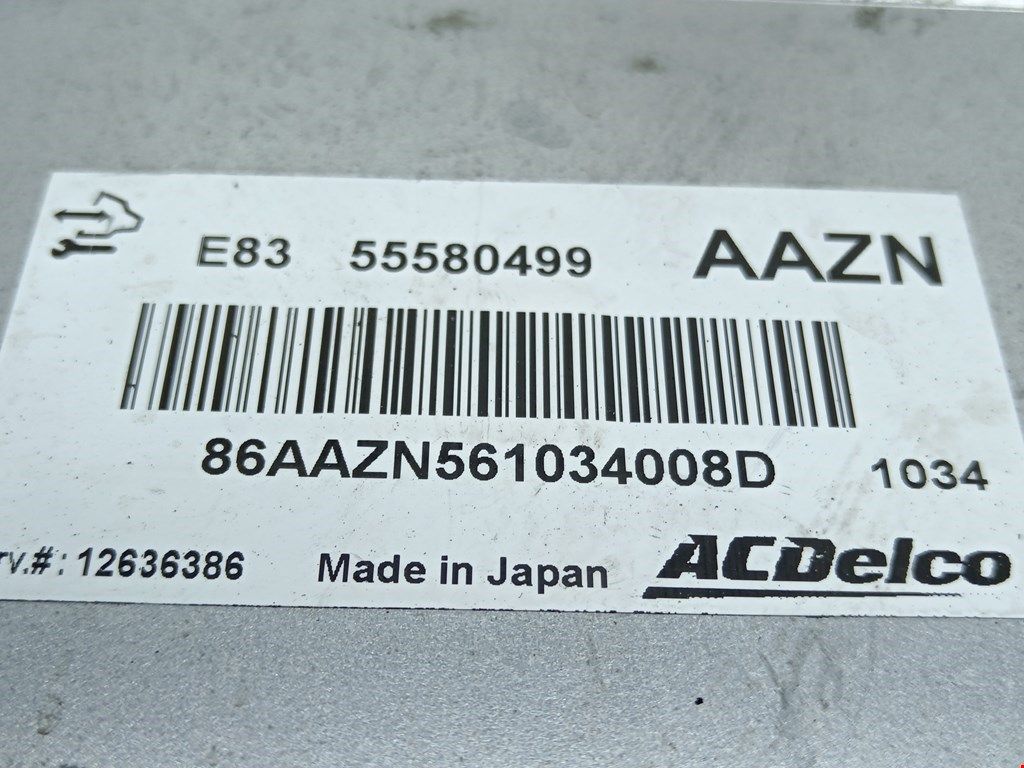 E83 55580499 AAZN
86AAZN561034008D 1034
rv.#: 12636386 Made in Japan ACDelco